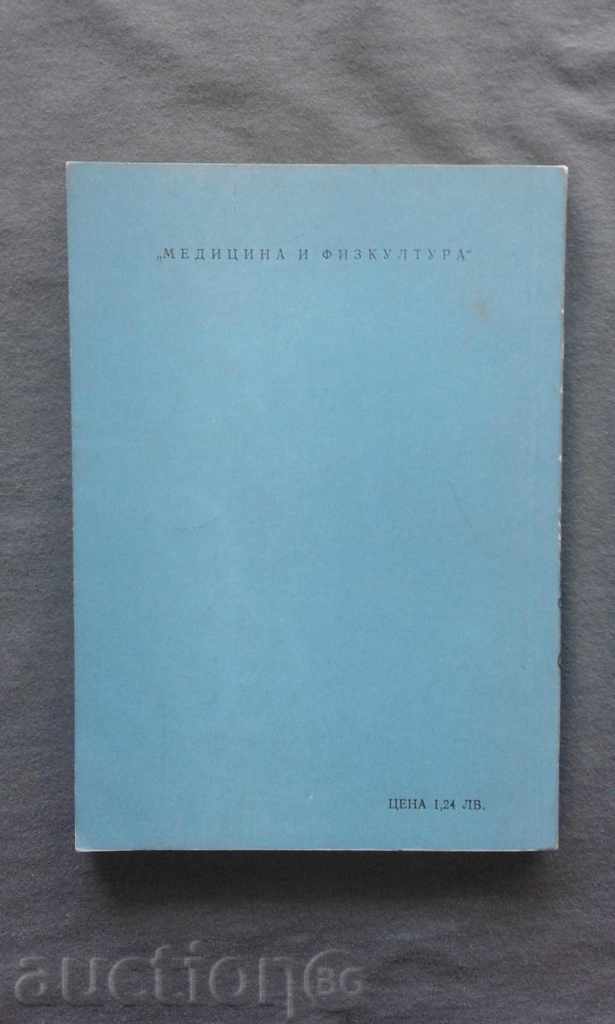 „МЕДИЦИНА И ФИЗКУЛТУРА“
ЦЕНА 1,24 ЛВ.
auction BG